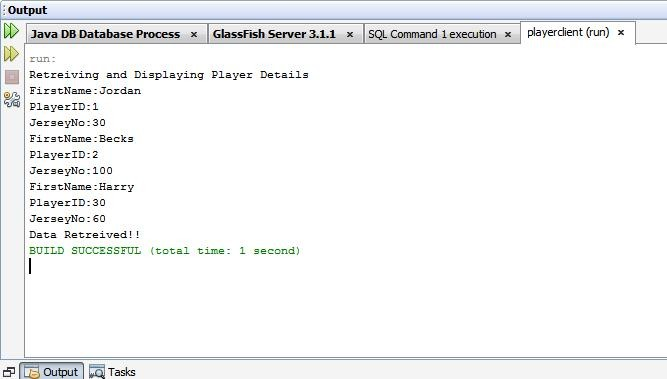 Output
Java DB Database Process × GlassFish Server 3.1.1 × SQL Command 1 execution × playerclient (run) ×
run:
Retreiving and Displaying Player Details
FirstName:Jordan
PlayerID:1
JerseyNo:30
FirstName:Becks
PlayerID:2
JerseyNo:100
FirstName:Harry
PlayerID:30
JerseyNo:60
Data Retreived!!
BUILD SUCCESSFUL (total time: 1 second)
Output Tasks